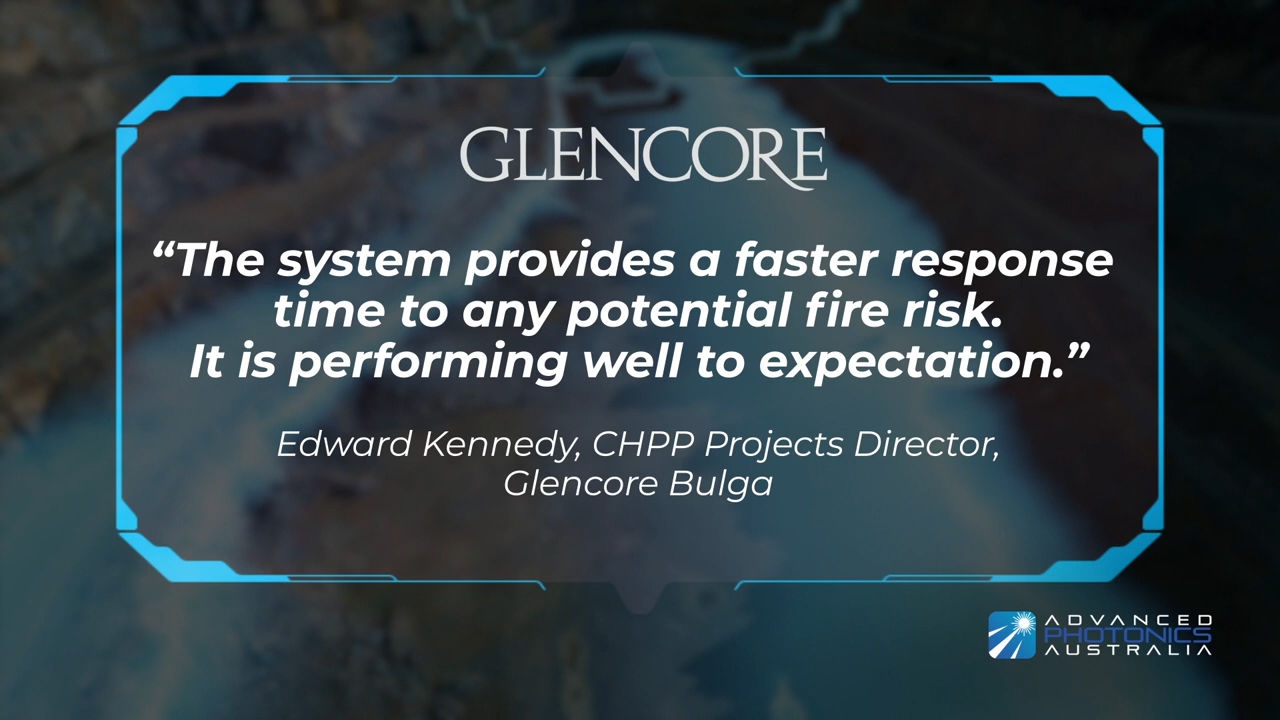 GLENCORE
“The system provides a faster response
time to any potential fire risk.
It is performing well to expectation.”
Edward Kennedy, CHPP Projects Director,
Glencore Bulga
ADVANCED
PHOTONICS
AUSTRALIA